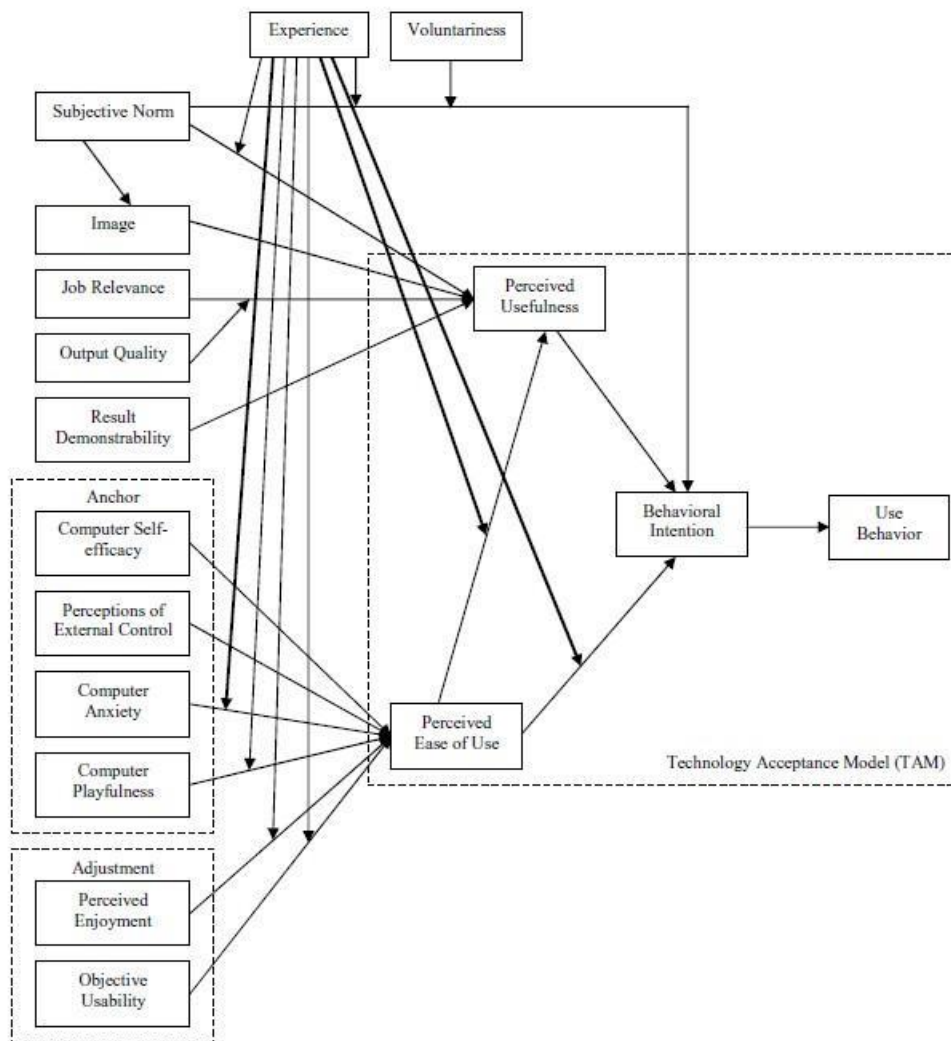 Experience
Voluntariness
Subjective Norm
Image
Job Relevance
Output Quality
Result
Demonstrability
Perceived
Usefulness
Anchor
Computer Self-
efficacy
Perceptions of
External Control
Computer
Anxiety
Computer
Playfulness
Behavioral
Intention
Use
Behavior
Perceived
Ease of Use
Technology Acceptance Model (TAM)
Adjustment
Perceived
Enjoyment
Objective
Usability